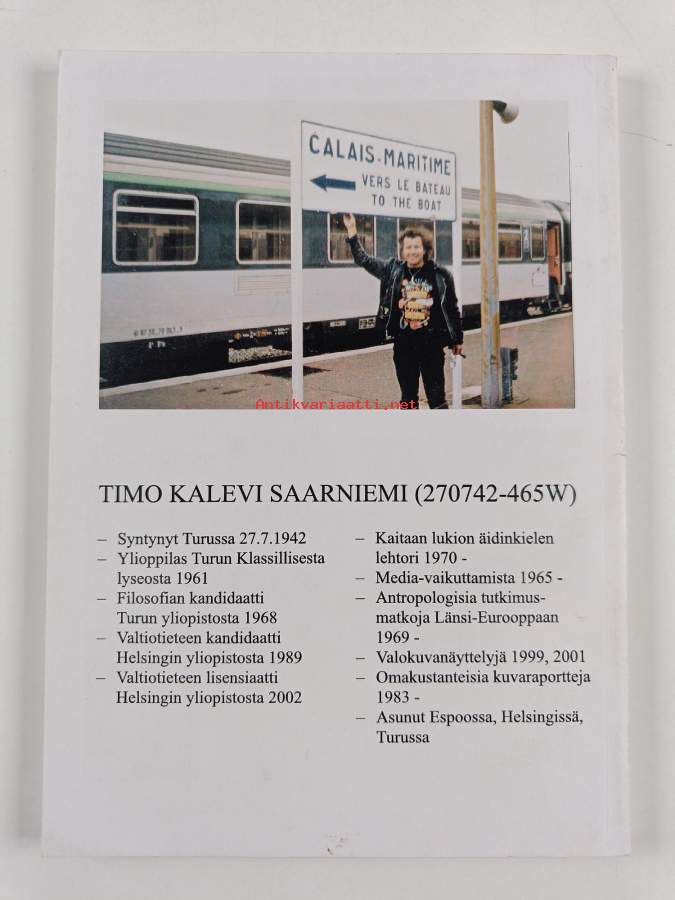 CALAIS-MARITIME
VERS LE BATEAU
TO THE BOAT
2
Antikvariaatti.net
TIMO KALEVI SAARNIEMI (270742-465W)
– Syntynyt Turussa 27.7.1942
– Ylioppilas Turun Klassillisesta
lyseosta 1961
– Filosofian kandidaatti
Turun yliopistosta 1968
– Valtiotieteen kandidaatti
Helsingin yliopistosta 1989
– Valtiotieteen lisensiaatti
Helsingin yliopistosta 2002
– Kaitaan lukion äidinkielen
lehtori 1970 -
– Media-vaikuttamista 1965 -
– Antropologisia tutkimus-
matkoja Länsi-Eurooppaan
1969 -
– Valokuvanäyttelyjä 1999, 2001
– Omakustanteisia kuvaraportteja
1983 -
– Asunut Espoossa, Helsingissä,
Turussa